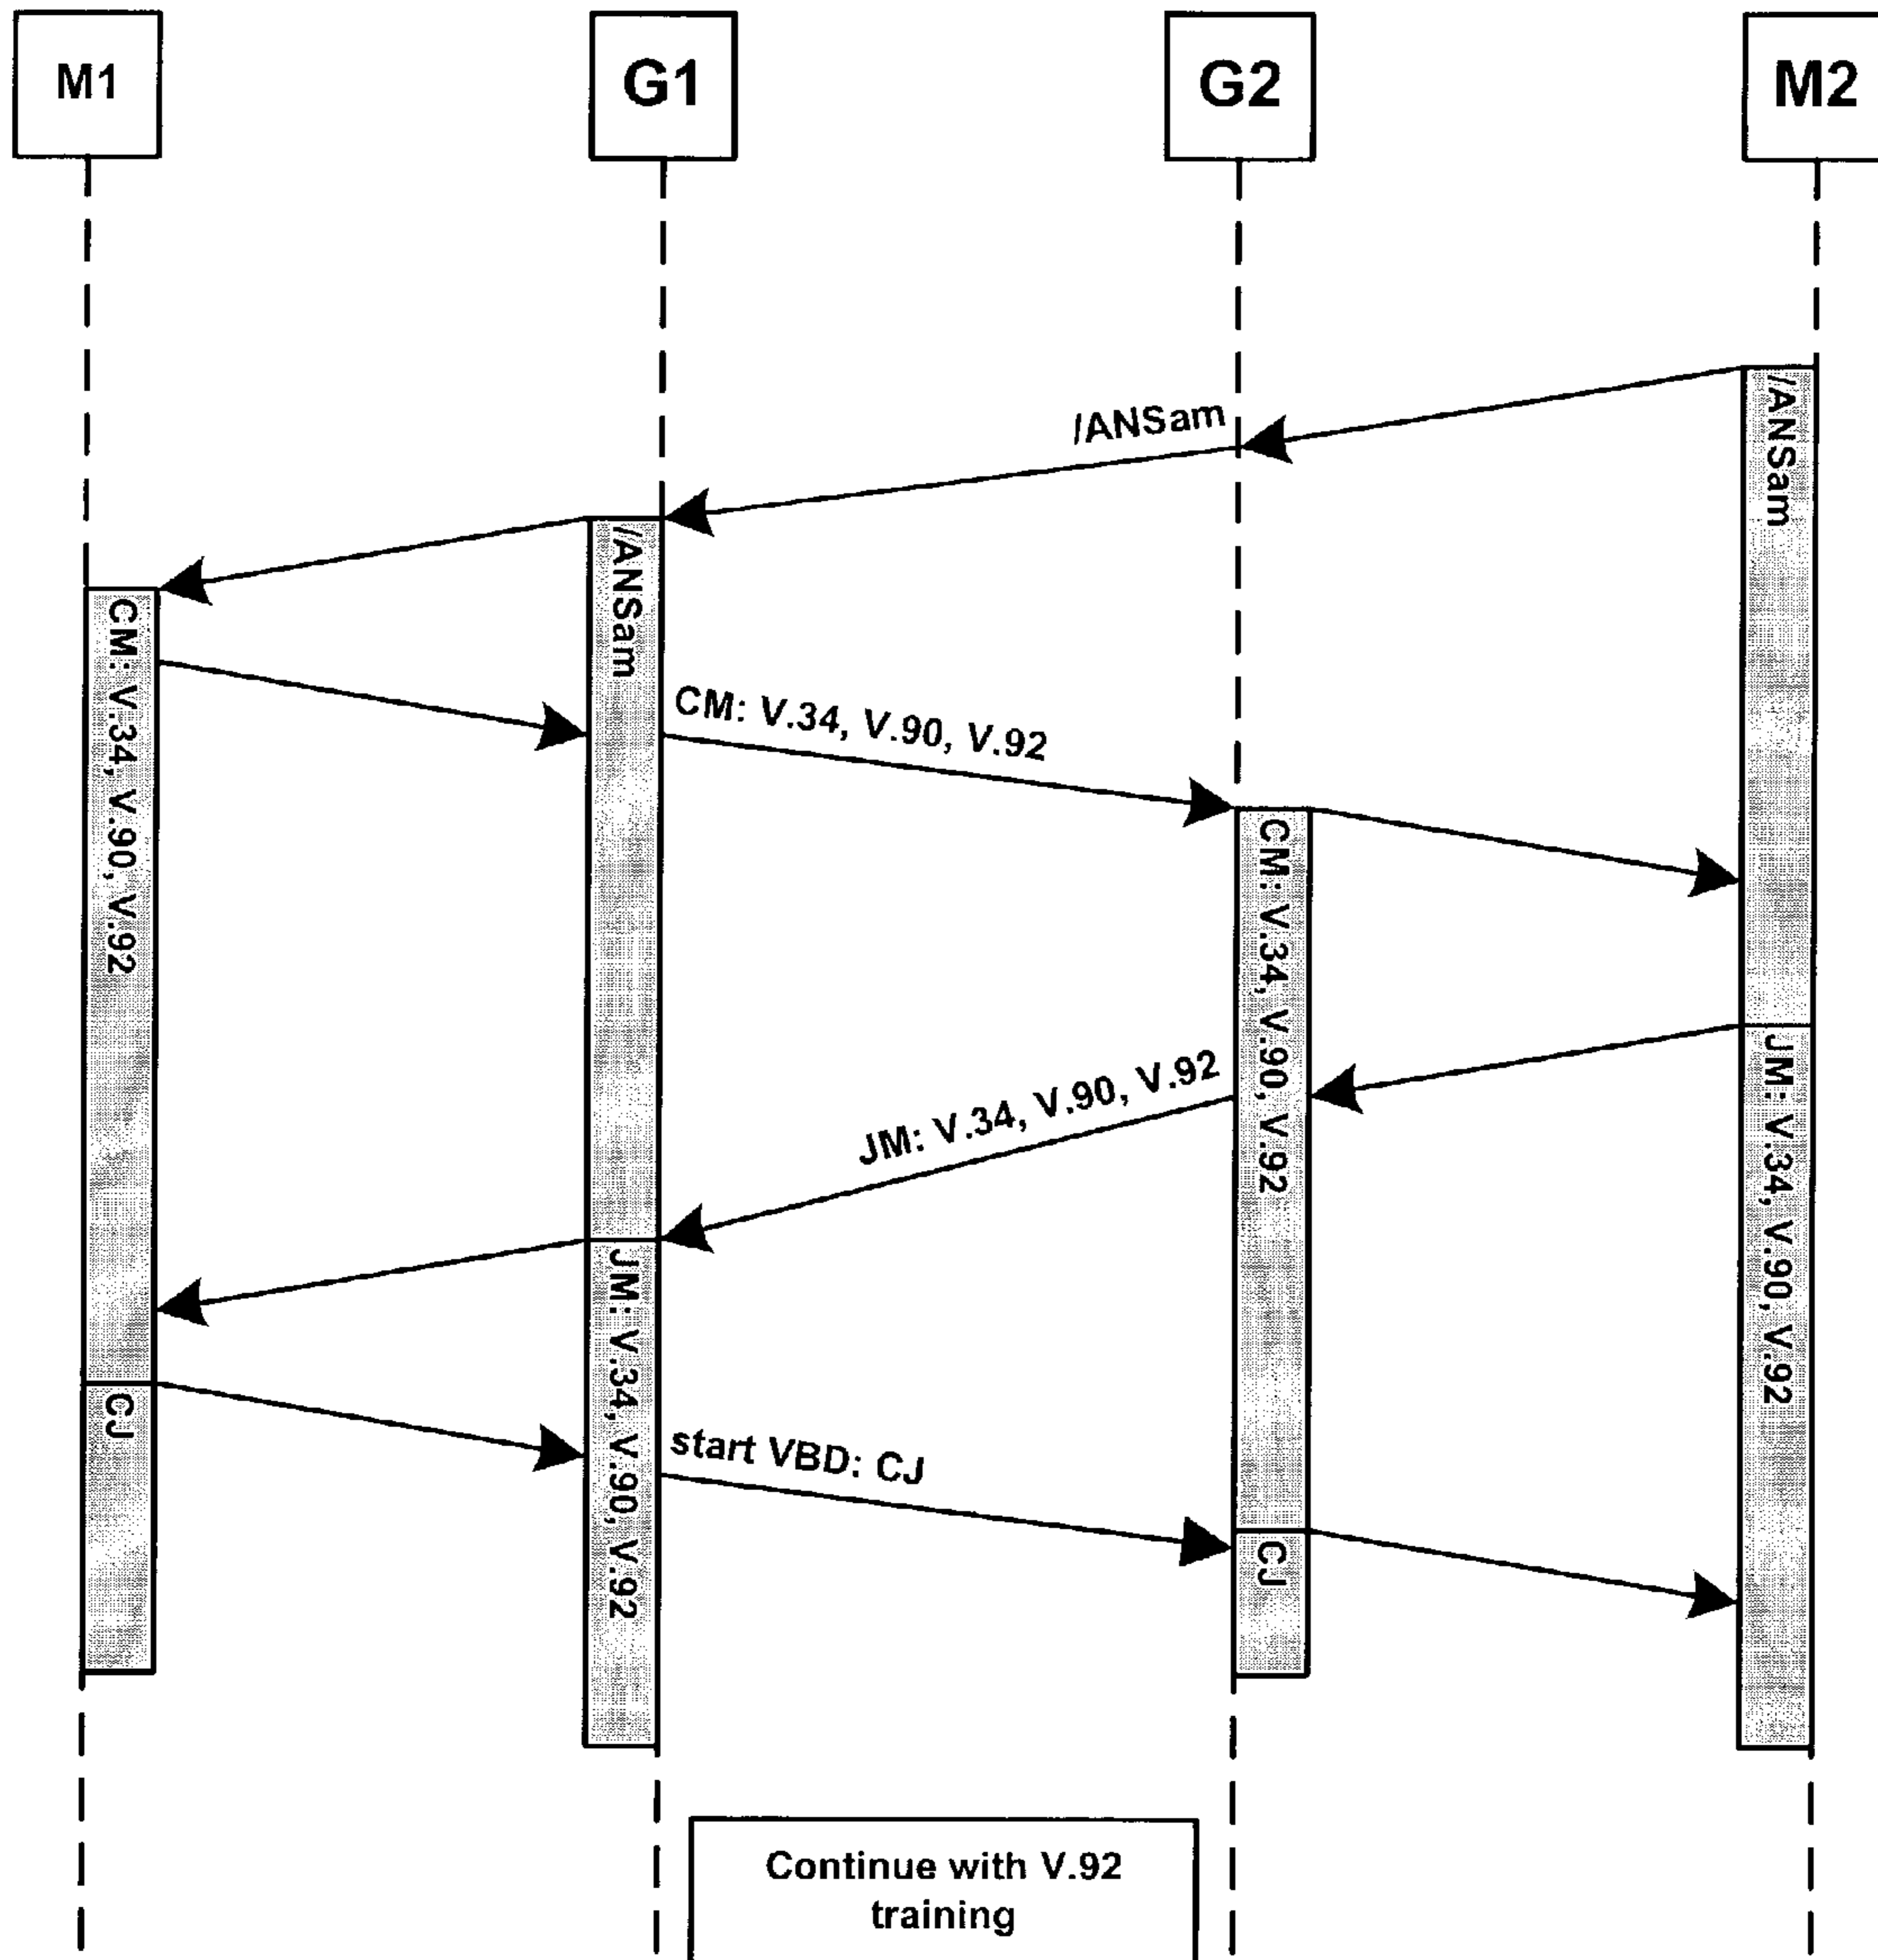 M1
G1
G2
M2
/ANSam
/ANSam
/ANSam
CM: V.34, V.90, V.92
CM: V.34, V.90, V.92
CM: V.34, V.90, V.92
JM: V.34, V.90, V.92
JM: V.34, V.90, V.92
JM: V.34, V.90, V.92
CJ
start VBD: CJ
CJ
Continue with V.92
training